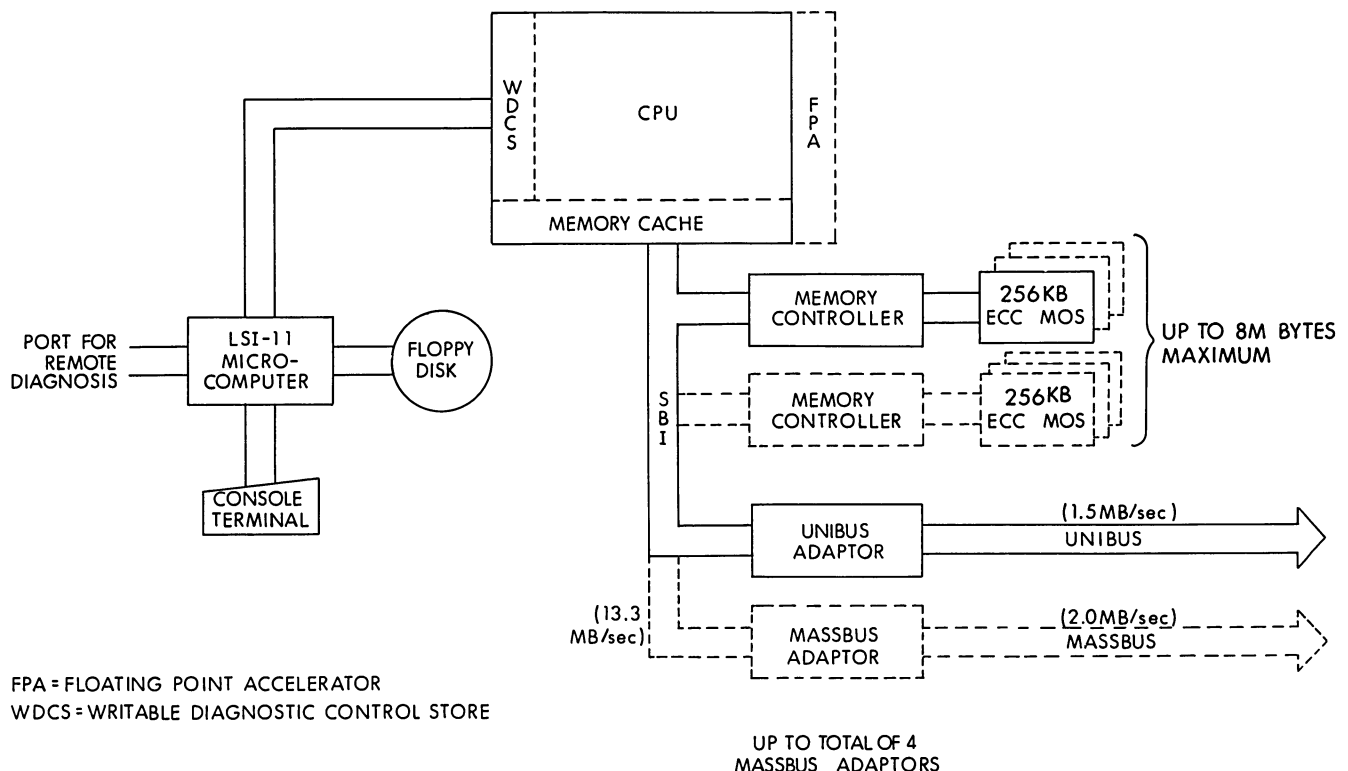 WDCS
CPU
FPA
MEMORY CACHE
MEMORY
CONTROLLER
256KB
ECC MOS
UP TO 8M BYTES
MAXIMUM
PORT FOR
REMOTE
DIAGNOSIS
LSI-11
MICRO-
COMPUTER
FLOPPY
DISK
SBI
MEMORY
CONTROLLER
256KB
ECC MOS
CONSOLE
TERMINAL
UNIBUS
ADAPTOR
(1.5MB/sec)
UNIBUS
(13.3
MB/sec)
MASSBUS
ADAPTOR
(2.0MB/sec)
MASSBUS
FPA = FLOATING POINT ACCELERATOR
WDCS = WRITABLE DIAGNOSTIC CONTROL STORE
UP TO TOTAL OF 4
MASSBUS ADAPTORS